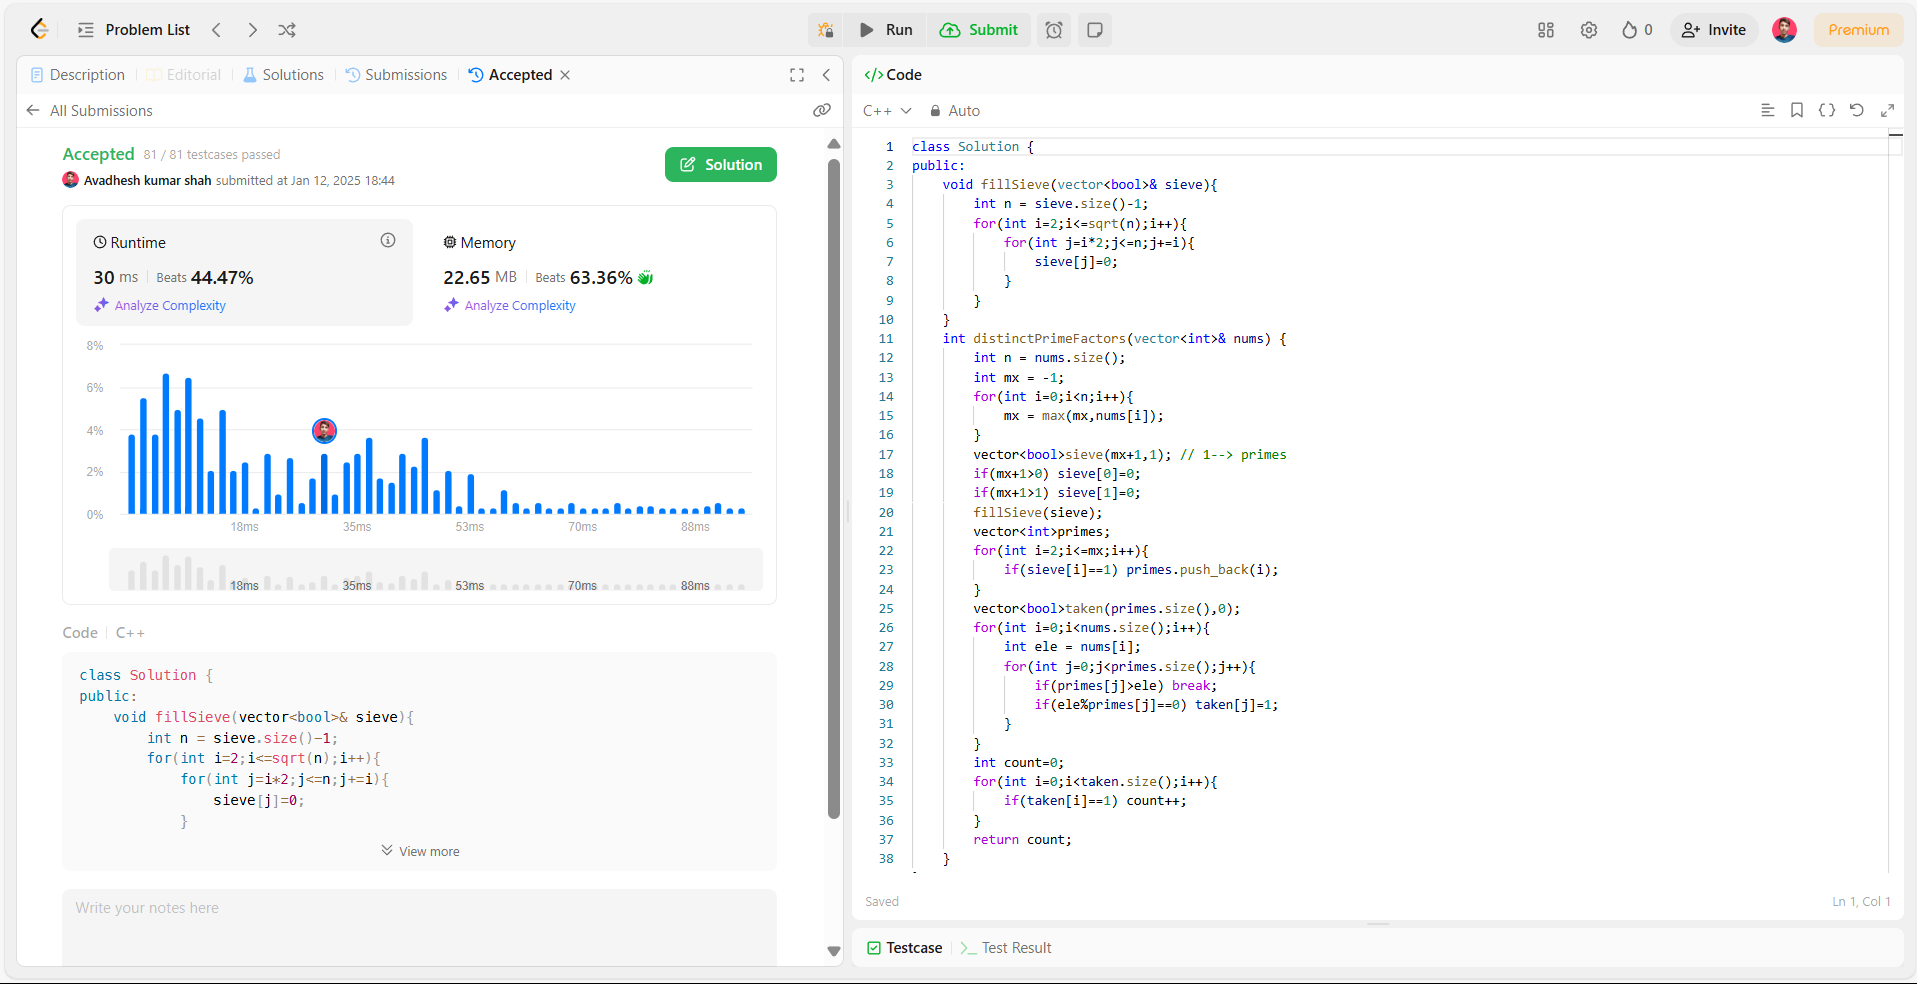 Problem List
Run
Submit
0
Invite
Premium
Description
Editorial
Solutions
Submissions
Accepted
All Submissions
Accepted 81 / 81 testcases passed
Avadhesh kumar shah submitted at Jan 12, 2025 18:44
Solution
Runtime
30 ms Beats 44.47%
Analyze Complexity
Memory
22.65 MB Beats 63.36%
Analyze Complexity
8%
6%
4%
2%
0%
18ms 35ms 53ms 70ms 88ms
18ms 35ms 53ms 70ms 88ms
Code C++
class Solution {
public:
    void fillSieve(vector<bool>& sieve){
        int n = sieve.size()-1;
        for(int i=2;i<=sqrt(n);i++){
            for(int j=i*2;j<=n;j+=i){
                sieve[j]=0;
            }
View more
Write your notes here
</> Code
C++ Auto
1 class Solution {
2 public:
3     void fillSieve(vector<bool>& sieve){
4         int n = sieve.size()-1;
5         for(int i=2;i<=sqrt(n);i++){
6             for(int j=i*2;j<=n;j+=i){
7                 sieve[j]=0;
8             }
9         }
10     }
11     int distinctPrimeFactors(vector<int>& nums) {
12         int n = nums.size();
13         int mx = -1;
14         for(int i=0;i<n;i++){
15             mx = max(mx,nums[i]);
16         }
17         vector<bool>sieve(mx+1,1); // 1--> primes
18         if(mx+1>0) sieve[0]=0;
19         if(mx+1>1) sieve[1]=0;
20         fillSieve(sieve);
21         vector<int>primes;
22         for(int i=2;i<=mx;i++){
23             if(sieve[i]==1) primes.push_back(i);
24         }
25         vector<bool>taken(primes.size(),0);
26         for(int i=0;i<nums.size();i++){
27             int ele = nums[i];
28             for(int j=0;j<primes.size();j++){
29                 if(primes[j]>ele) break;
30                 if(ele%primes[j]==0) taken[j]=1;
31             }
32         }
33         int count=0;
34         for(int i=0;i<taken.size();i++){
35             if(taken[i]==1) count++;
36         }
37         return count;
38     }
Saved
Ln 1, Col 1
Testcase
Test Result